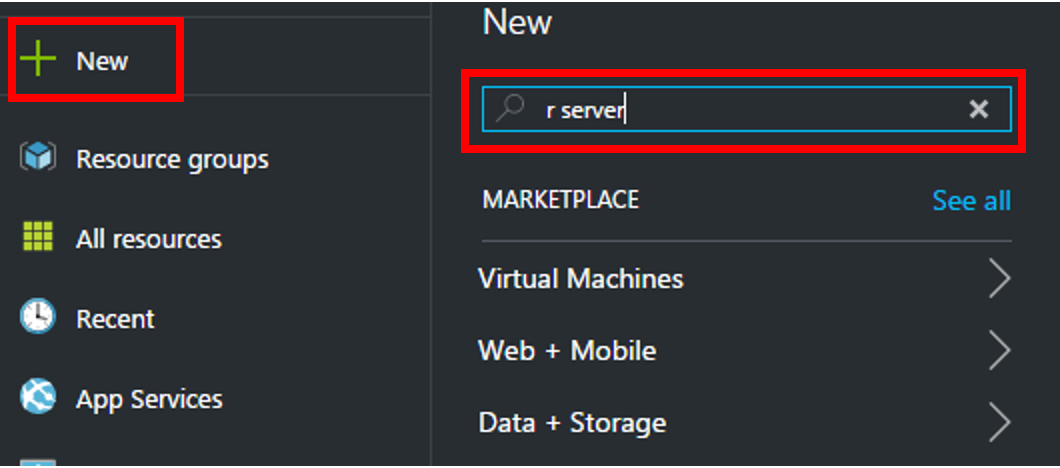 New
Resource groups
All resources
Recent
App Services
New
r server
MARKETPLACE
See all
Virtual Machines
Web + Mobile
Data + Storage